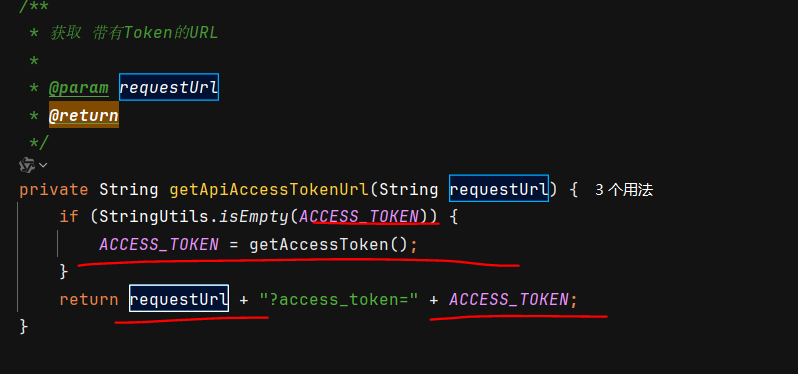 /**
 * 获取 带有Token的URL
 *
 * @param requestUrl
 * @return
 */
private String getApiAccessTokenUrl(String requestUrl) { 3 个用法
    if (StringUtils.isEmpty(ACCESS_TOKEN)) {
        ACCESS_TOKEN = getAccessToken();
    }
    return requestUrl + "?access_token=" + ACCESS_TOKEN;
}